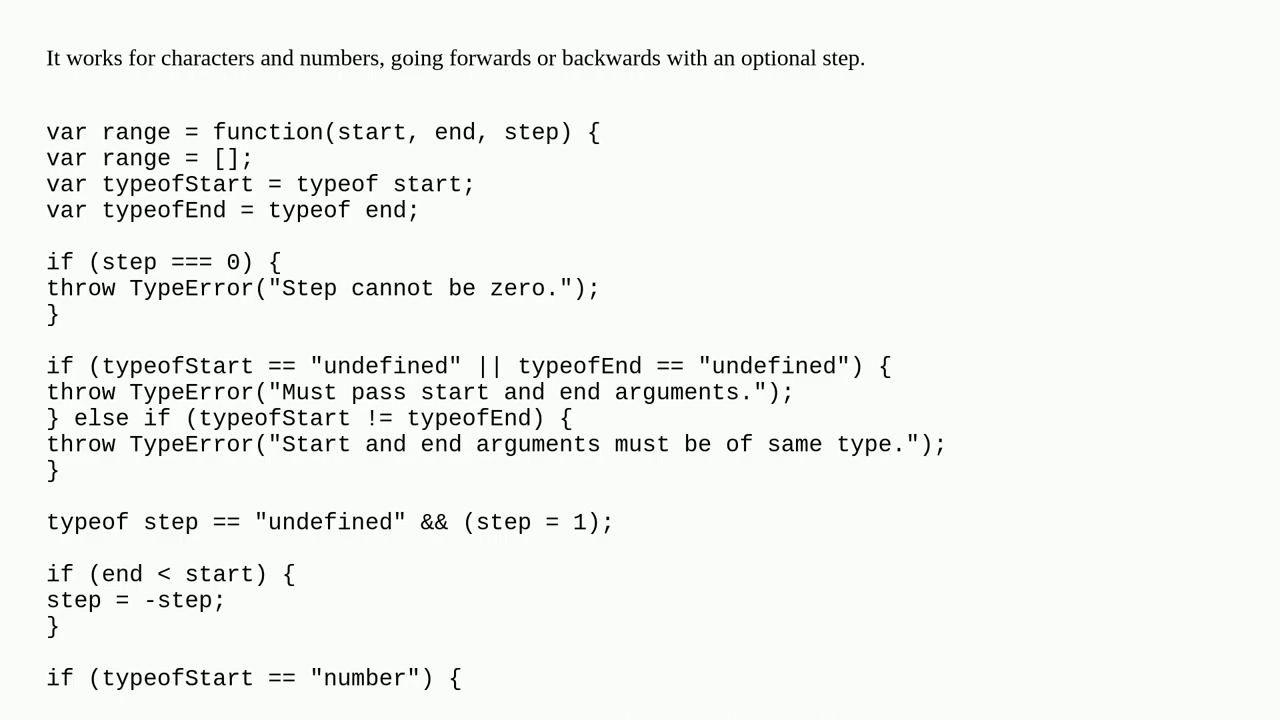 It works for characters and numbers, going forwards or backwards with an optional step.
var range = function(start, end, step) {
var range = [];
var typeofStart = typeof start;
var typeofEnd = typeof end;
if (step === 0) {
throw TypeError("Step cannot be zero.");
}
if (typeofStart == "undefined" || typeofEnd == "undefined") {
throw TypeError("Must pass start and end arguments.");
} else if (typeofStart != typeofEnd) {
throw TypeError("Start and end arguments must be of same type.");
}
typeof step == "undefined" && (step = 1);
if (end < start) {
step = -step;
}
if (typeofStart == "number") {